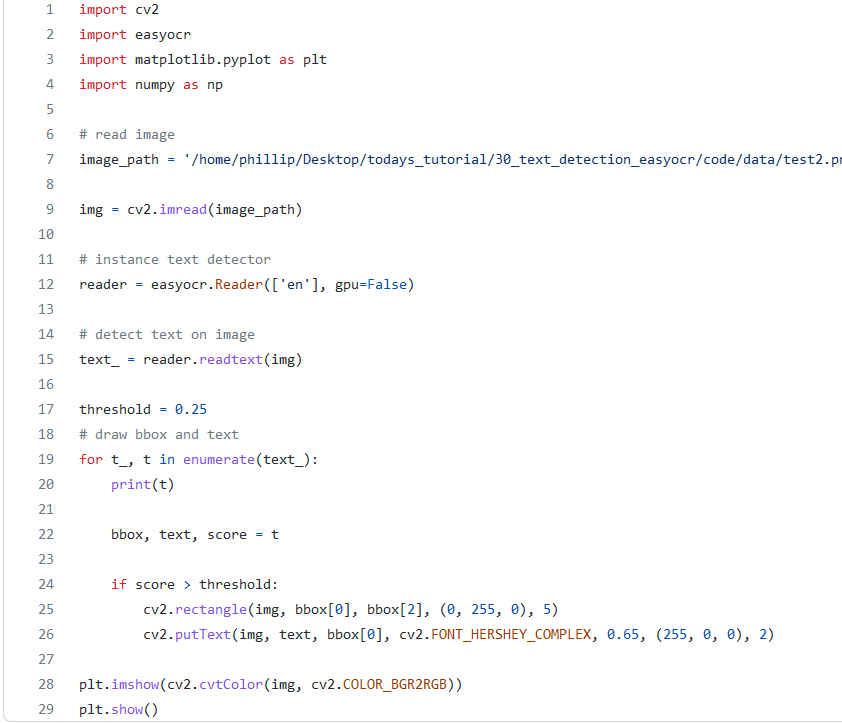 1 import cv2
2 import easyocr
3 import matplotlib.pyplot as plt
4 import numpy as np
5
6 # read image
7 image_path = '/home/phillip/Desktop/todays_tutorial/30_text_detection_easyocr/code/data/test2.pn
8
9 img = cv2.imread(image_path)
10
11 # instance text detector
12 reader = easyocr.Reader(['en'], gpu=False)
13
14 # detect text on image
15 text_ = reader.readtext(img)
16
17 threshold = 0.25
18 # draw bbox and text
19 for t_, t in enumerate(text_):
20     print(t)
21
22     bbox, text, score = t
23
24     if score > threshold:
25         cv2.rectangle(img, bbox[0], bbox[2], (0, 255, 0), 5)
26         cv2.putText(img, text, bbox[0], cv2.FONT_HERSHEY_COMPLEX, 0.65, (255, 0, 0), 2)
27
28 plt.imshow(cv2.cvtColor(img, cv2.COLOR_BGR2RGB))
29 plt.show()